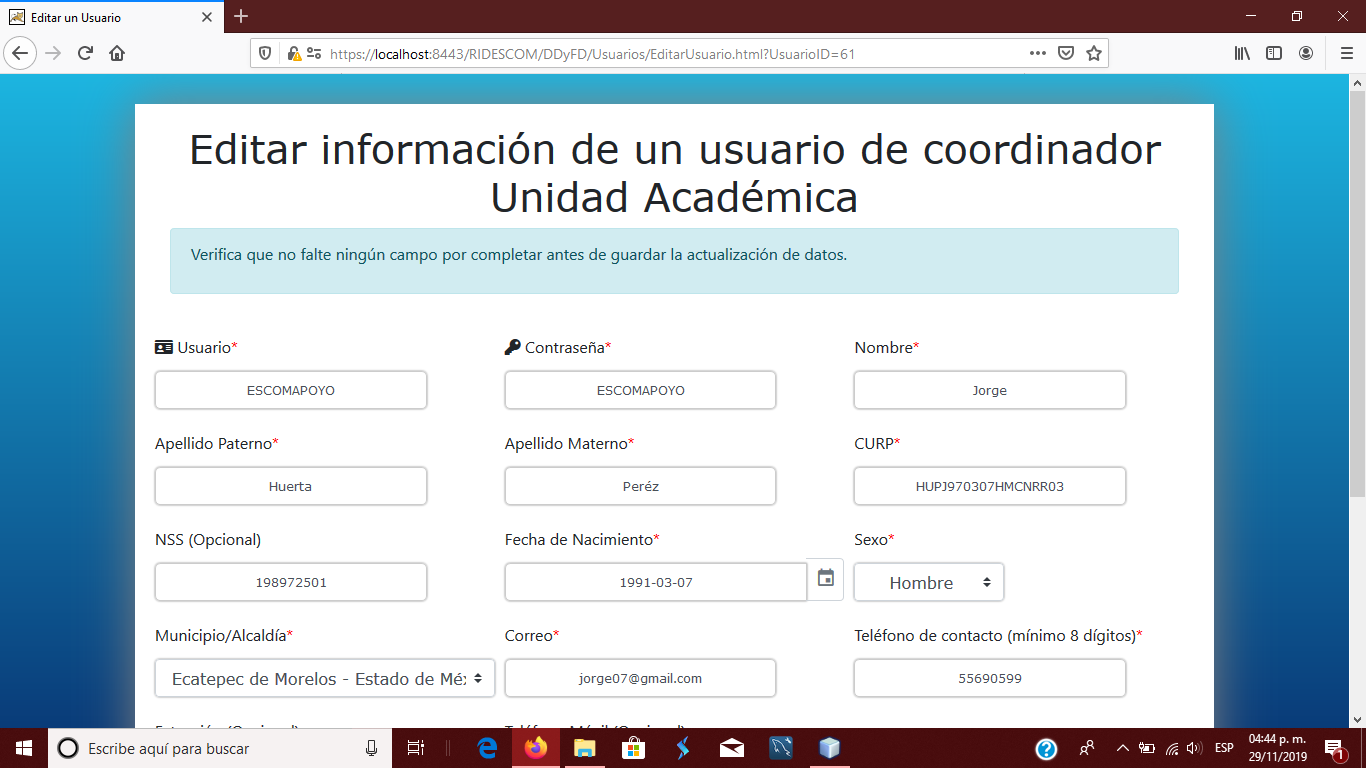 Editar un Usuario
https://localhost:8443/RIDESCOM/DDyFD/Usuarios/EditarUsuario.html?UsuarioID=61
Editar información de un usuario de coordinador
Unidad Académica
Verifica que no falte ningún campo por completar antes de guardar la actualización de datos.
Usuario* Contraseña* Nombre*
ESCOMAPOYO ESCOMAPOYO Jorge
Apellido Paterno* Apellido Materno* CURP*
Huerta Peréz HUPJ970307HMCNRR03
NSS (Opcional) Fecha de Nacimiento* Sexo*
198972501 1991-03-07 Hombre
Municipio/Alcaldía* Correo* Teléfono de contacto (mínimo 8 dígitos)*
Ecatepec de Morelos - Estado de Méx jorge07@gmail.com 55690599
Escribe aquí para buscar
ESP
04:44 p. m.
29/11/2019
1